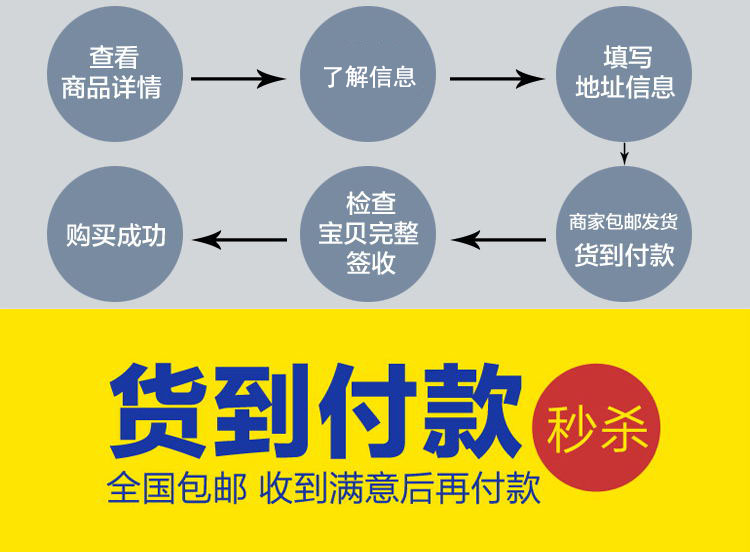 查看
商品详情
了解信息
填写
地址信息
商家包邮发货
货到付款
检查
宝贝完整
签收
购买成功
货到付款
秒杀
全国包邮 收到满意后再付款